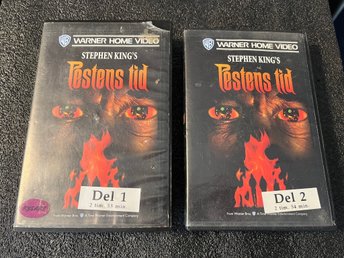 WARNER HOME VIDEO
STEPHEN KING'S
Pestens tid
Del 1
2 tim. 33 min.
WARNER HOME VIDEO
STEPHEN KING'S
Pestens tid
Del 2
2 tim. 34 min.